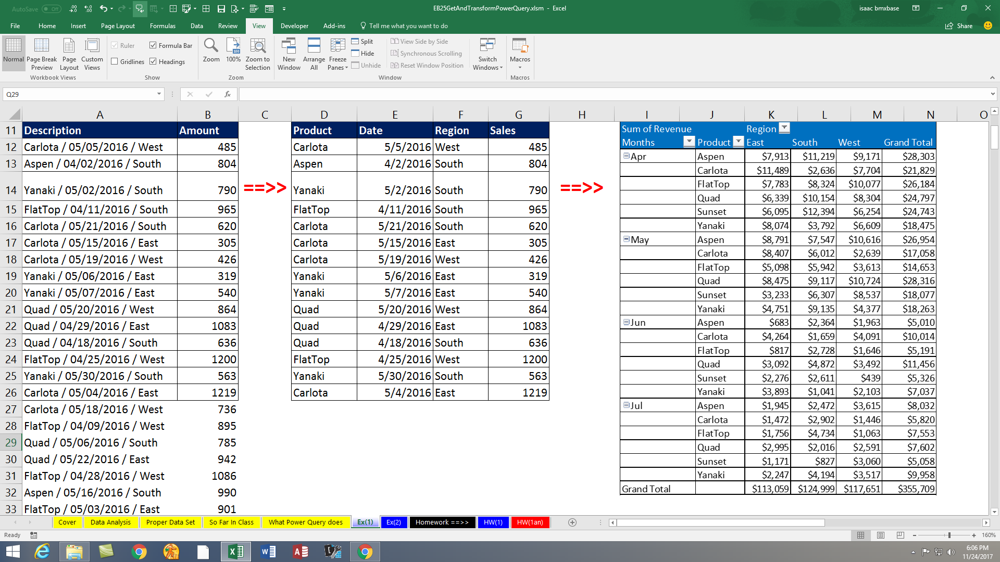 AutoSave Off
EB25GetAndTransformPowerQuery.xlsm - Excel
isaac bmxbase
File Home Insert Page Layout Formulas Data Review View Developer Add-ins Tell me what you want to do Share
Normal Page Break Preview Page Layout Custom Views
Workbook Views
Ruler Formula Bar
Gridlines Headings
Show
Zoom 100% Zoom to Selection
Zoom
New Window Arrange All Freeze Panes
Split
Hide
Unhide
View Side by Side
Synchronous Scrolling
Reset Window Position
Switch Windows
Window
Macros
Macros
Q29 fx
A B C D E F G H I J K L M N O
11 Description Amount Product Date Region Sales
12 Carlota / 05/05/2016 / West 485 Carlota 5/5/2016 West 485
13 Aspen / 04/02/2016 / South 804 Aspen 4/2/2016 South 804
14 Yanaki / 05/02/2016 / South 790 ==>> Yanaki 5/2/2016 South 790 ==>>
15 FlatTop / 04/11/2016 / South 965 FlatTop 4/11/2016 South 965
16 Carlota / 05/21/2016 / South 620 Carlota 5/21/2016 South 620
17 Carlota / 05/15/2016 / East 305 Carlota 5/15/2016 East 305
18 Carlota / 05/19/2016 / West 426 Carlota 5/19/2016 West 426
19 Yanaki / 05/06/2016 / East 319 Yanaki 5/6/2016 East 319
20 Yanaki / 05/07/2016 / East 540 Yanaki 5/7/2016 East 540
21 Quad / 05/20/2016 / West 864 Quad 5/20/2016 West 864
22 Quad / 04/29/2016 / East 1083 Quad 4/29/2016 East 1083
23 Quad / 04/18/2016 / South 636 Quad 4/18/2016 South 636
24 FlatTop / 04/25/2016 / West 1200 FlatTop 4/25/2016 West 1200
25 Yanaki / 05/30/2016 / South 563 Yanaki 5/30/2016 South 563
26 Carlota / 05/04/2016 / East 1219 Carlota 5/4/2016 East 1219
27 Carlota / 05/18/2016 / West 736
28 FlatTop / 04/09/2016 / West 895
29 Quad / 05/06/2016 / South 785
30 Quad / 05/22/2016 / East 942
31 FlatTop / 04/28/2016 / West 1086
32 Aspen / 05/16/2016 / South 990
33 FlatTop / 05/03/2016 / East 901
Sum of Revenue Region
Months Product East South West Grand Total
Apr Aspen $7,913 $11,219 $9,171 $28,303
Carlota $11,489 $2,636 $7,704 $21,829
FlatTop $7,783 $8,324 $10,077 $26,184
Quad $6,339 $10,154 $8,304 $24,797
Sunset $6,095 $12,394 $6,254 $24,743
Yanaki $8,074 $3,792 $6,609 $18,475
May Aspen $8,791 $7,547 $10,616 $26,954
Carlota $8,407 $6,012 $2,639 $17,058
FlatTop $5,098 $5,942 $3,613 $14,653
Quad $8,475 $9,117 $10,724 $28,316
Sunset $3,233 $6,307 $8,537 $18,077
Yanaki $4,751 $9,135 $4,377 $18,263
Jun Aspen $683 $2,364 $1,963 $5,010
Carlota $4,264 $1,659 $4,091 $10,014
FlatTop $817 $2,728 $1,646 $5,191
Quad $3,092 $4,872 $3,492 $11,456
Sunset $2,276 $2,611 $439 $5,326
Yanaki $3,893 $1,041 $2,103 $7,037
Jul Aspen $1,945 $2,472 $3,615 $8,032
Carlota $1,472 $2,902 $1,446 $5,820
FlatTop $1,756 $4,734 $1,063 $7,553
Quad $2,995 $2,016 $2,591 $7,602
Sunset $1,171 $827 $3,060 $5,058
Yanaki $2,247 $4,194 $3,517 $9,958
Grand Total $113,059 $124,999 $117,651 $355,709
Cover Data Analysis Proper Data Set So Far In Class What Power Query does Ex(1) Ex(2) Homework ==>> HW(1) HW(1an)
Ready 160%
6:06 PM
11/24/2017